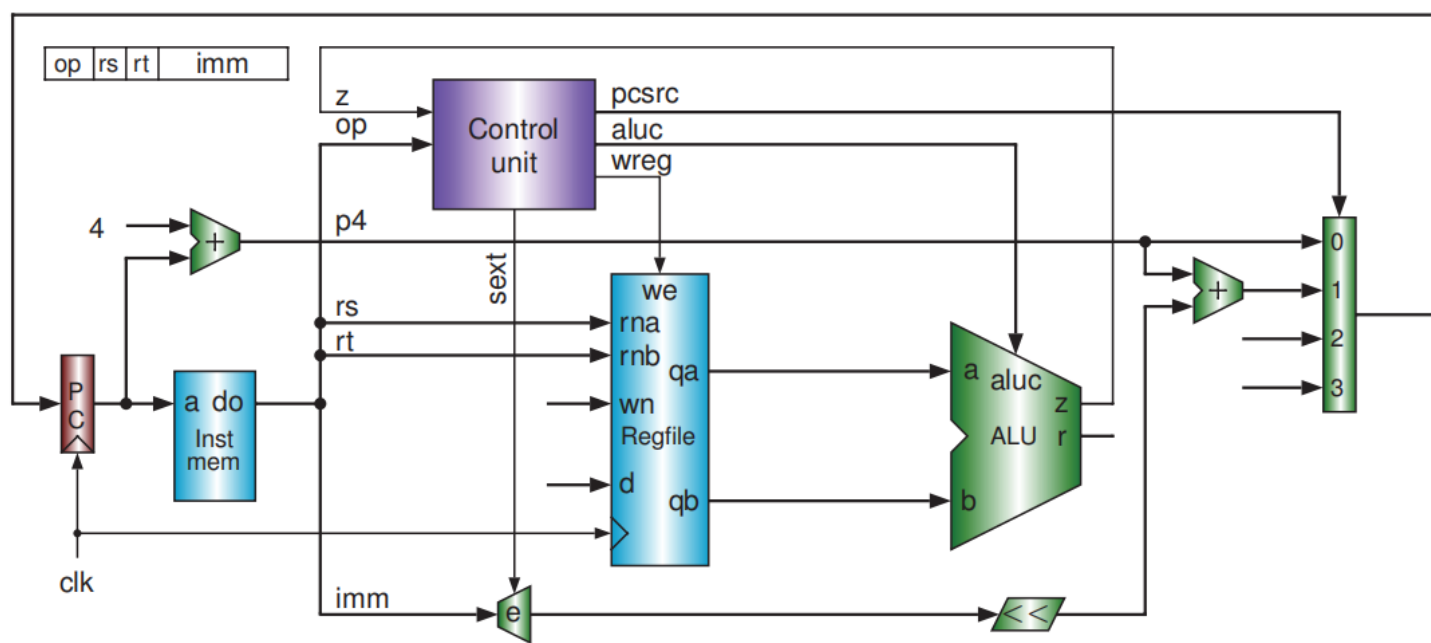 op rs rt imm
z
op
Control
unit
pcsrc
aluc
wreg
4
+
p4
sext
0
1
2
3
+
rs
rt
we
rna
rnb
qa
wn
Regfile
d
qb
a
aluc
z
ALU
r
b
P
C
a do
Inst
mem
clk
imm
e
<<